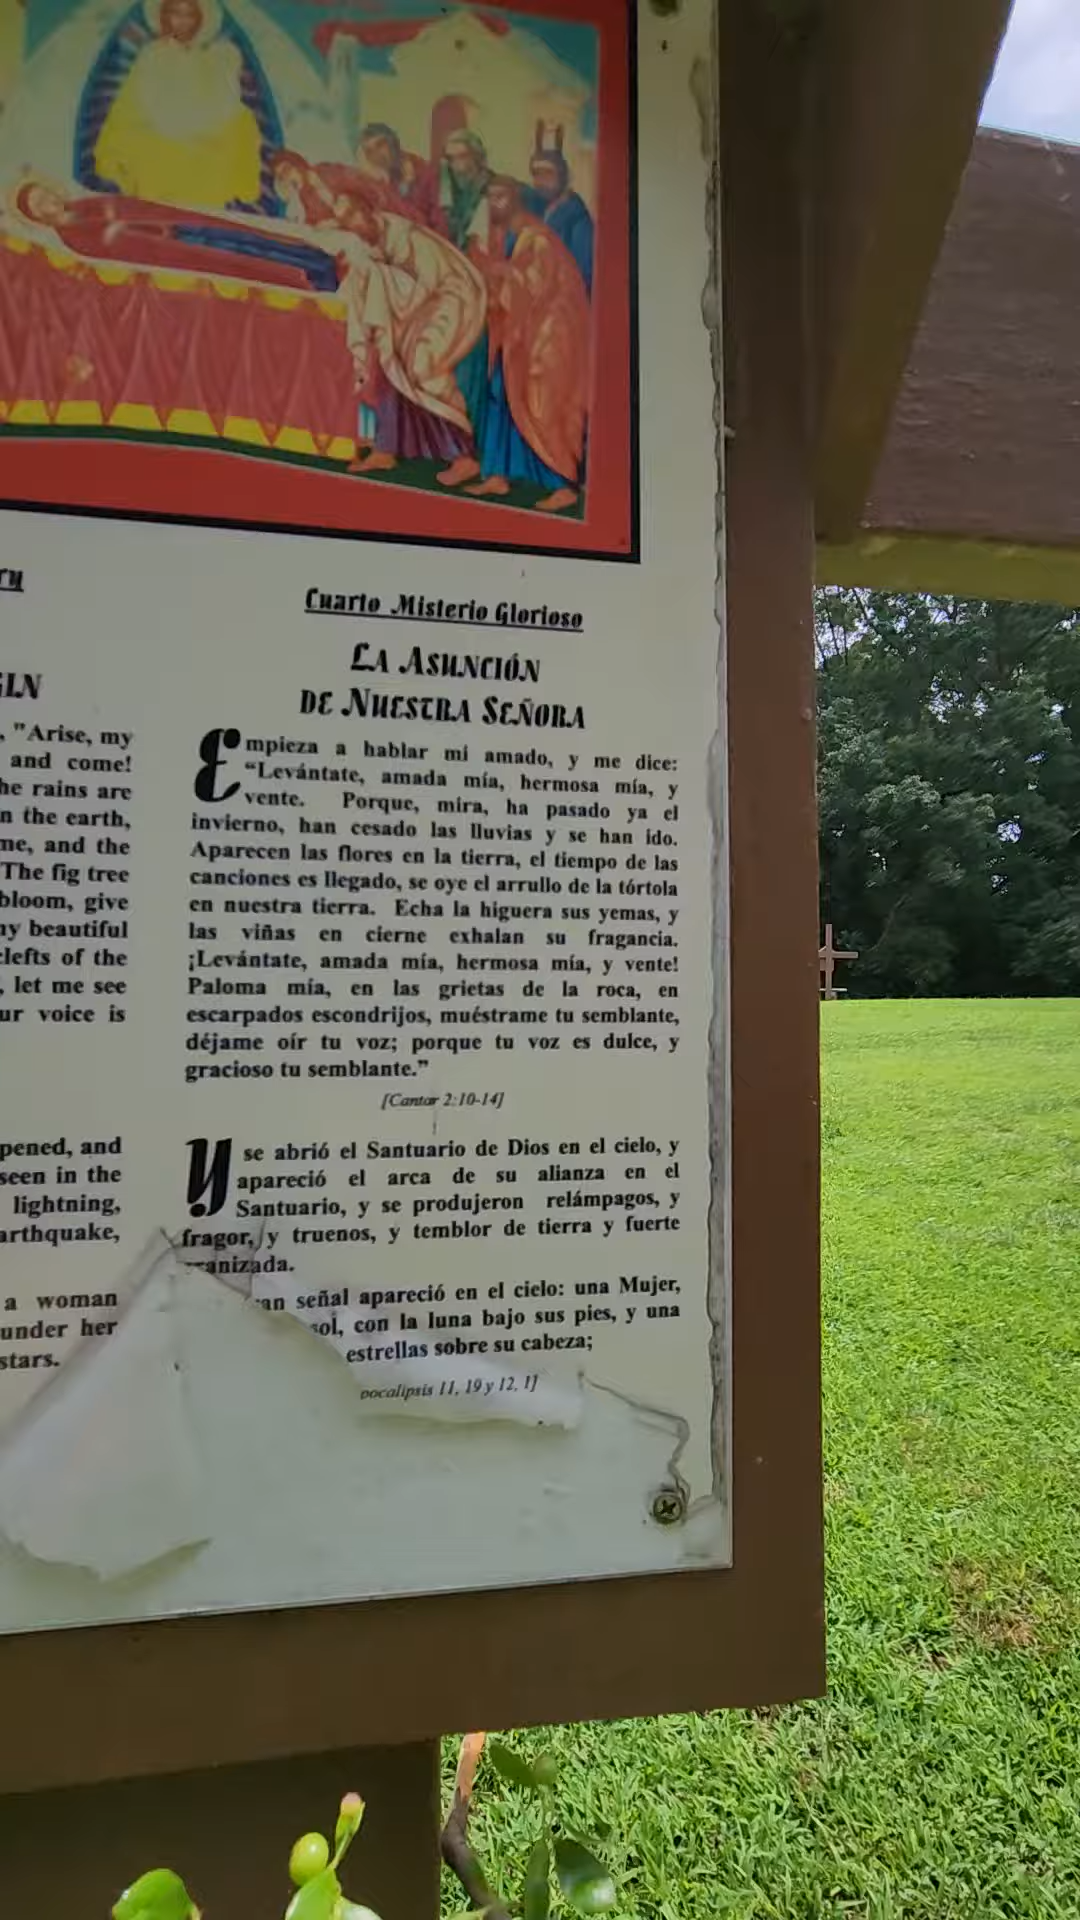 ry
Cuarto Misterio Glorioso
LA ASUNCIÓN
DE NUESTRA SEÑORA
GIN
, "Arise, my
and come!
he rains are
n the earth,
me, and the
The fig tree
bloom, give
ny beautiful
clefts of the
, let me see
ur voice is
Empieza a hablar mi amado, y me dice:
“Levántate, amada mía, hermosa mía, y
vente. Porque, mira, ha pasado ya el
invierno, han cesado las lluvias y se han ido.
Aparecen las flores en la tierra, el tiempo de las
canciones es llegado, se oye el arrullo de la tórtola
en nuestra tierra. Echa la higuera sus yemas, y
las viñas en cierne exhalan su fragancia.
¡Levántate, amada mía, hermosa mía, y vente!
Paloma mía, en las grietas de la roca, en
escarpados escondrijos, muéstrame tu semblante,
déjame oír tu voz; porque tu voz es dulce, y
gracioso tu semblante.”
[Cantar 2:10-14]
pened, and
seen in the
lightning,
arthquake,
a woman
under her
stars.
Y se abrió el Santuario de Dios en el cielo, y
apareció el arca de su alianza en el
Santuario, y se produjeron relámpagos, y
fragor, y truenos, y temblor de tierra y fuerte
ranizada.
ran señal apareció en el cielo: una Mujer,
sol, con la luna bajo sus pies, y una
estrellas sobre su cabeza;
pocalipsis 11, 19 y 12, 1]